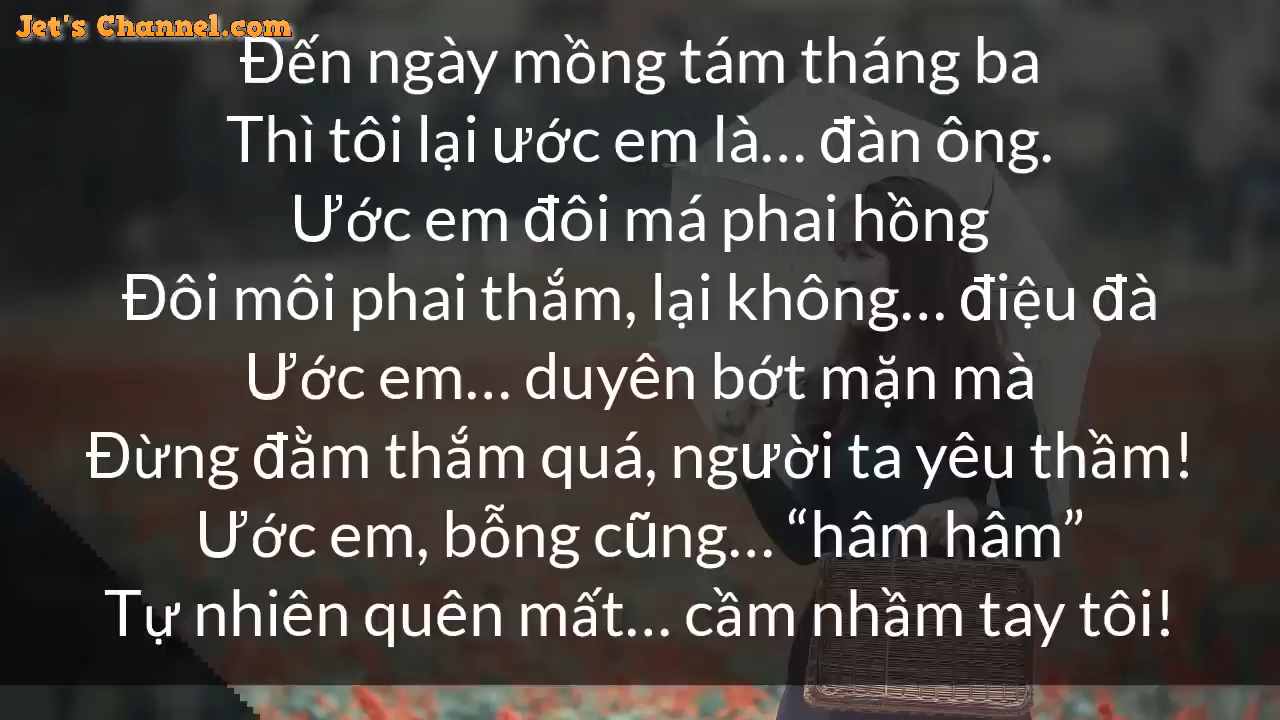 Jet's Channel.com
Đến ngày mồng tám tháng ba
Thì tôi lại ước em là... đàn ông.
Ước em đôi má phai hồng
Đôi môi phai thắm, lại không... điệu đà
Ước em... duyên bớt mặn mà
Đừng đằm thắm quá, người ta yêu thầm!
Ước em, bỗng cũng... “hâm hâm”
Tự nhiên quên mất... cầm nhầm tay tôi!